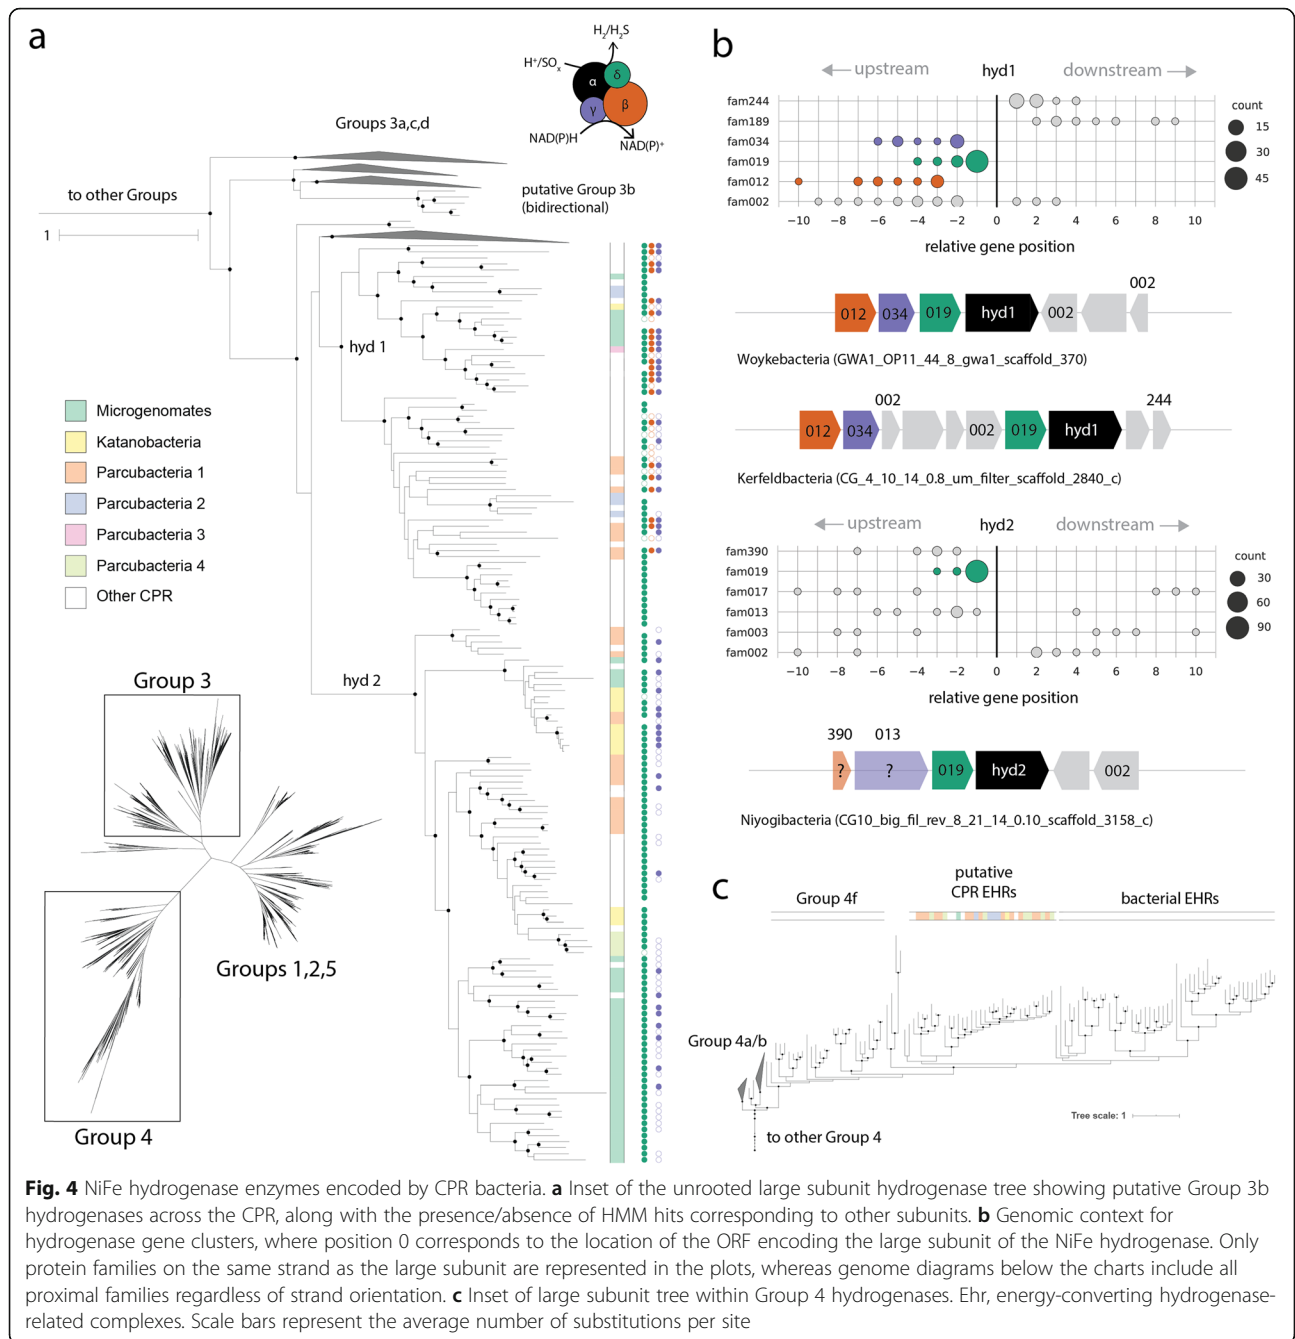 a
H₂/H₂S
H⁺/SOₓ
α
δ
γ
β
NAD(P)H
NAD(P)⁺
Groups 3a,c,d
putative Group 3b
(bidirectional)
to other Groups
1
hyd 1
Microgenomates
Katanobacteria
Parcubacteria 1
Parcubacteria 2
Parcubacteria 3
Parcubacteria 4
Other CPR
hyd 2
Group 3
Groups 1,2,5
Group 4
b
upstream
hyd1
downstream
fam244
fam189
fam034
fam019
fam012
fam002
−10 −8 −6 −4 −2 0 2 4 6 8 10
relative gene position
count
15
30
45
002
012 034 019 hyd1 002
Woykebacteria (GWA1_OP11_44_8_gwa1_scaffold_370)
002 244
012 034 002 019 hyd1
Kerfeldbacteria (CG_4_10_14_0.8_um_filter_scaffold_2840_c)
upstream
hyd2
downstream
fam390
fam019
fam017
fam013
fam003
fam002
−10 −8 −6 −4 −2 0 2 4 6 8 10
relative gene position
count
30
60
90
390 013
? ? 019 hyd2 002
Niyogibacteria (CG10_big_fil_rev_8_21_14_0.10_scaffold_3158_c)
c
Group 4f
putative
CPR EHRs
bacterial EHRs
Group 4a/b
to other Group 4
Tree scale: 1
Fig. 4 NiFe hydrogenase enzymes encoded by CPR bacteria. a Inset of the unrooted large subunit hydrogenase tree showing putative Group 3b
hydrogenases across the CPR, along with the presence/absence of HMM hits corresponding to other subunits. b Genomic context for
hydrogenase gene clusters, where position 0 corresponds to the location of the ORF encoding the large subunit of the NiFe hydrogenase. Only
protein families on the same strand as the large subunit are represented in the plots, whereas genome diagrams below the charts include all
proximal families regardless of strand orientation. c Inset of large subunit tree within Group 4 hydrogenases. Ehr, energy-converting hydrogenase-
related complexes. Scale bars represent the average number of substitutions per site